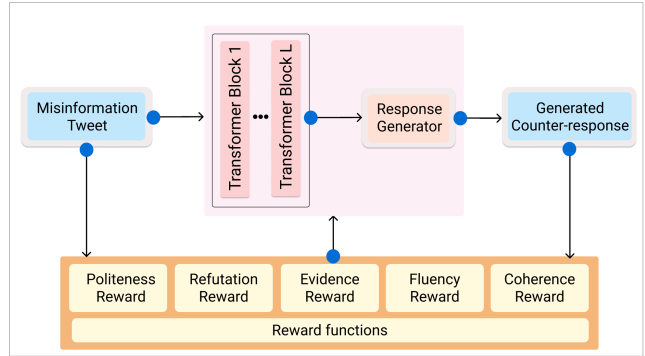 Misinformation
Tweet
Transformer Block 1
Transformer Block L
Response
Generator
Generated
Counter-response
Politeness
Reward
Refutation
Reward
Evidence
Reward
Fluency
Reward
Coherence
Reward
Reward functions